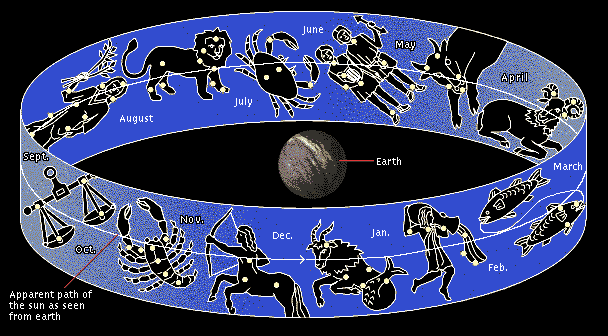 June
May
April
July
August
Earth
Sept.
March
Nov.
Dec.
Jan.
Oct.
Feb.
Apparent path of
the sun as seen
from earth